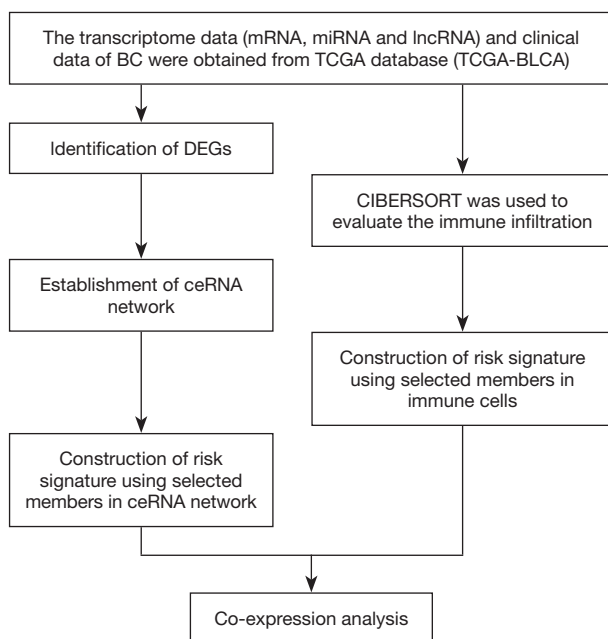 The transcriptome data (mRNA, miRNA and lncRNA) and clinical
data of BC were obtained from TCGA database (TCGA-BLCA)
Identification of DEGs
CIBERSORT was used to
evaluate the immune infiltration
Establishment of ceRNA
network
Construction of risk signature
using selected members in
immune cells
Construction of risk
signature using selected
members in ceRNA network
Co-expression analysis